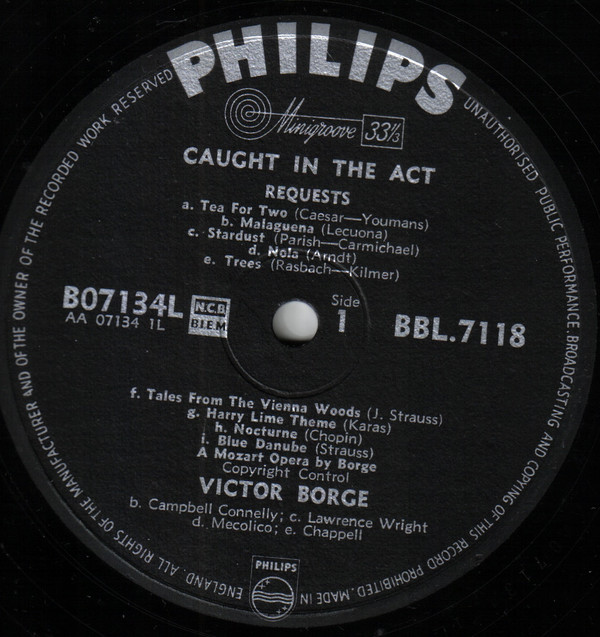 PHILIPS
Minigroove 33⅓
CAUGHT IN THE ACT
REQUESTS
a. Tea For Two (Caesar—Youmans)
b. Malaguena (Lecuona)
c. Stardust (Parish—Carmichael)
d. Nola (Arndt)
e. Trees (Rasbach—Kilmer)
B07134L
AA 07134 1L
N.C.B.
BIEM
Side
1
BBL.7118
f. Tales From The Vienna Woods (J. Strauss)
g. Harry Lime Theme (Karas)
h. Nocturne (Chopin)
i. Blue Danube (Strauss)
A Mozart Opera by Borge
Copyright Control
VICTOR BORGE
b. Campbell Connelly; c. Lawrence Wright
d. Mecolico; e. Chappell
PHILIPS
ALL RIGHTS OF THE MANUFACTURER AND OF THE OWNER OF THE RECORDED WORK RESERVED
UNAUTHORISED PUBLIC PERFORMANCE, BROADCASTING AND COPYING OF THIS RECORD PROHIBITED. MADE IN ENGLAND.